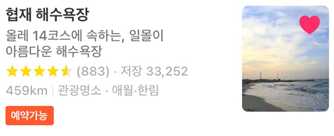 협재 해수욕장
올레 14코스에 속하는, 일몰이
아름다운 해수욕장
(883) · 저장 33,252
459km | 관광명소 · 애월·한림
예약가능